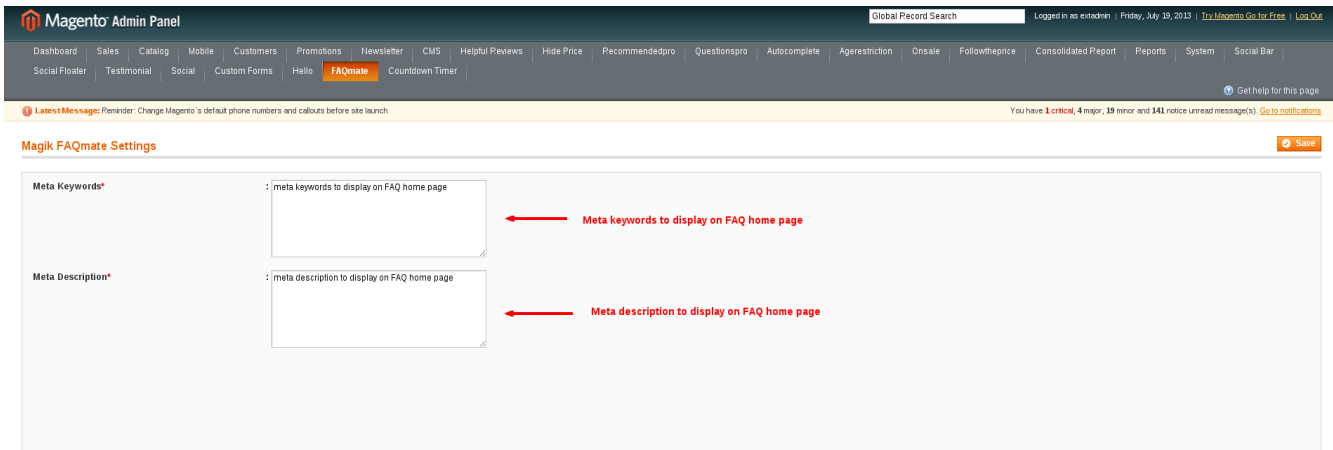 Magento Admin Panel
Global Record Search
Logged in as extadmin | Friday, July 19, 2013 | Try Magento Go for Free | Log Out
Dashboard Sales Catalog Mobile Customers Promotions Newsletter CMS Helpful Reviews Hide Price Recommendedpro Questionspro Autocomplete Agerestriction Onsale Followtheprice Consolidated Report Reports System Social Bar
Social Floater Testimonial Social Custom Forms Hello FAQmate Countdown Timer
Get help for this page
Latest Message: Reminder: Change Magento`s default phone numbers and callouts before site launch
You have 1 critical, 4 major, 19 minor and 141 notice unread message(s). Go to notifications
Magik FAQmate Settings
Save
Meta Keywords* : meta keywords to display on FAQ home page
Meta keywords to display on FAQ home page
Meta Description* : meta description to display on FAQ home page
Meta description to display on FAQ home page